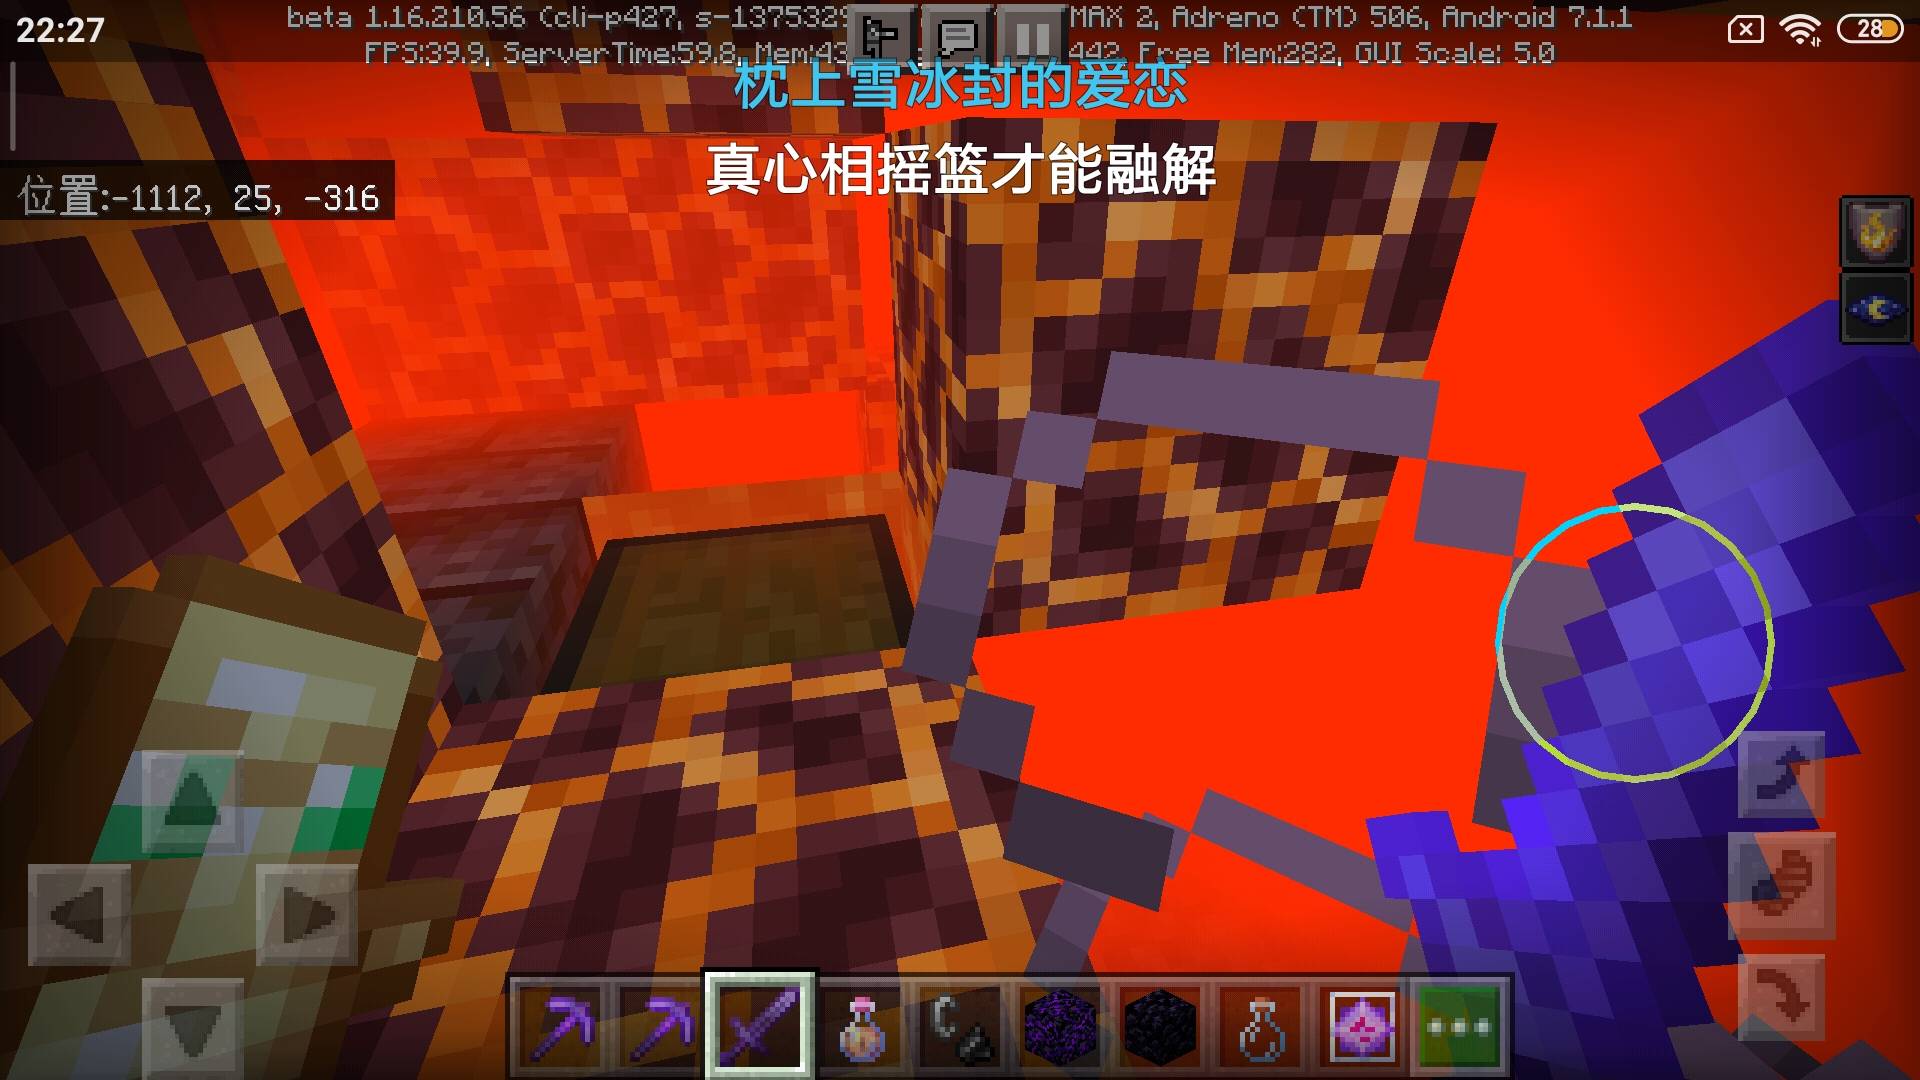 22:27
beta 1.16.210.56 (cli-p427, s-1375329 MAX 2, Adreno (TM) 506, Android 7.1.1
28
FPS:39.9, ServerTime:59.8, Mem:43 442, Free Mem:282, GUI Scale: 5.0
枕上雪冰封的爱恋
真心相摇篮才能融解
位置:-1112, 25, -316